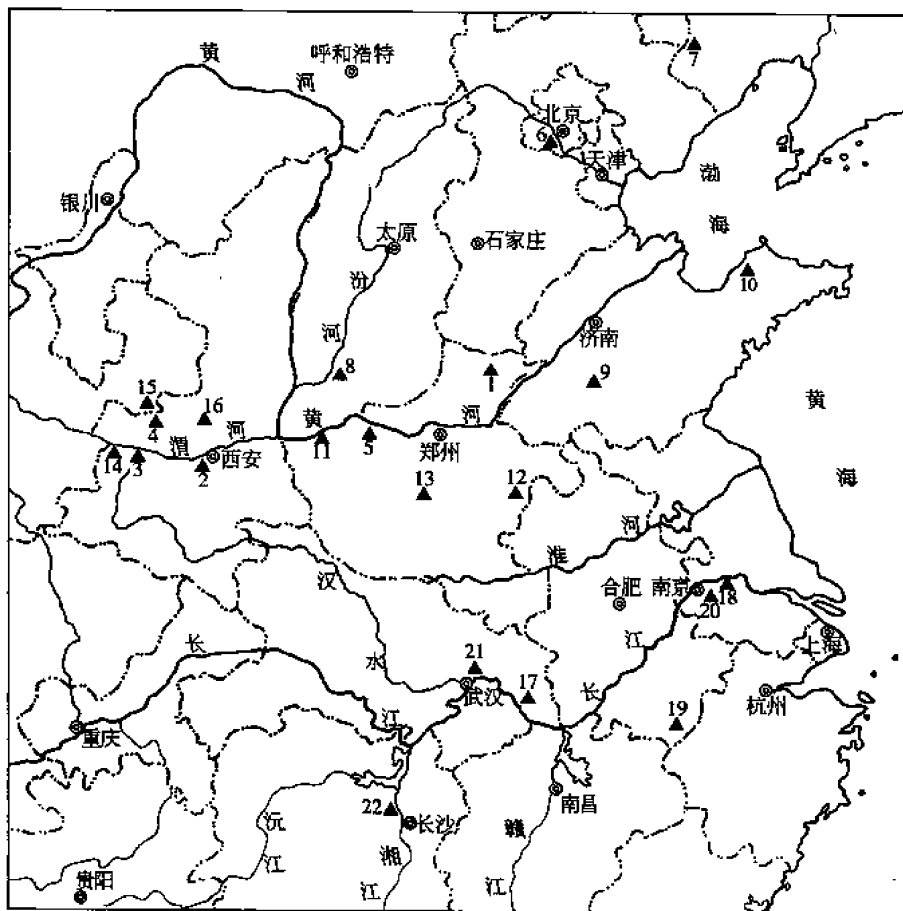 黄
河
呼和浩特
7
北京
6
天津
渤
海
银川
太原
石家庄
汾
河
10
济南
8
1
9
黄
海
15
4
16
渭
河
黄
河
14
3
2
西安
11
5
郑州
13
12
淮
河
汉
水
合肥
南京
20
18
上海
长
江
21
武汉
17
长
江
19
杭州
重庆
南昌
22
长沙
沅
江
湘
江
赣
江
贵阳